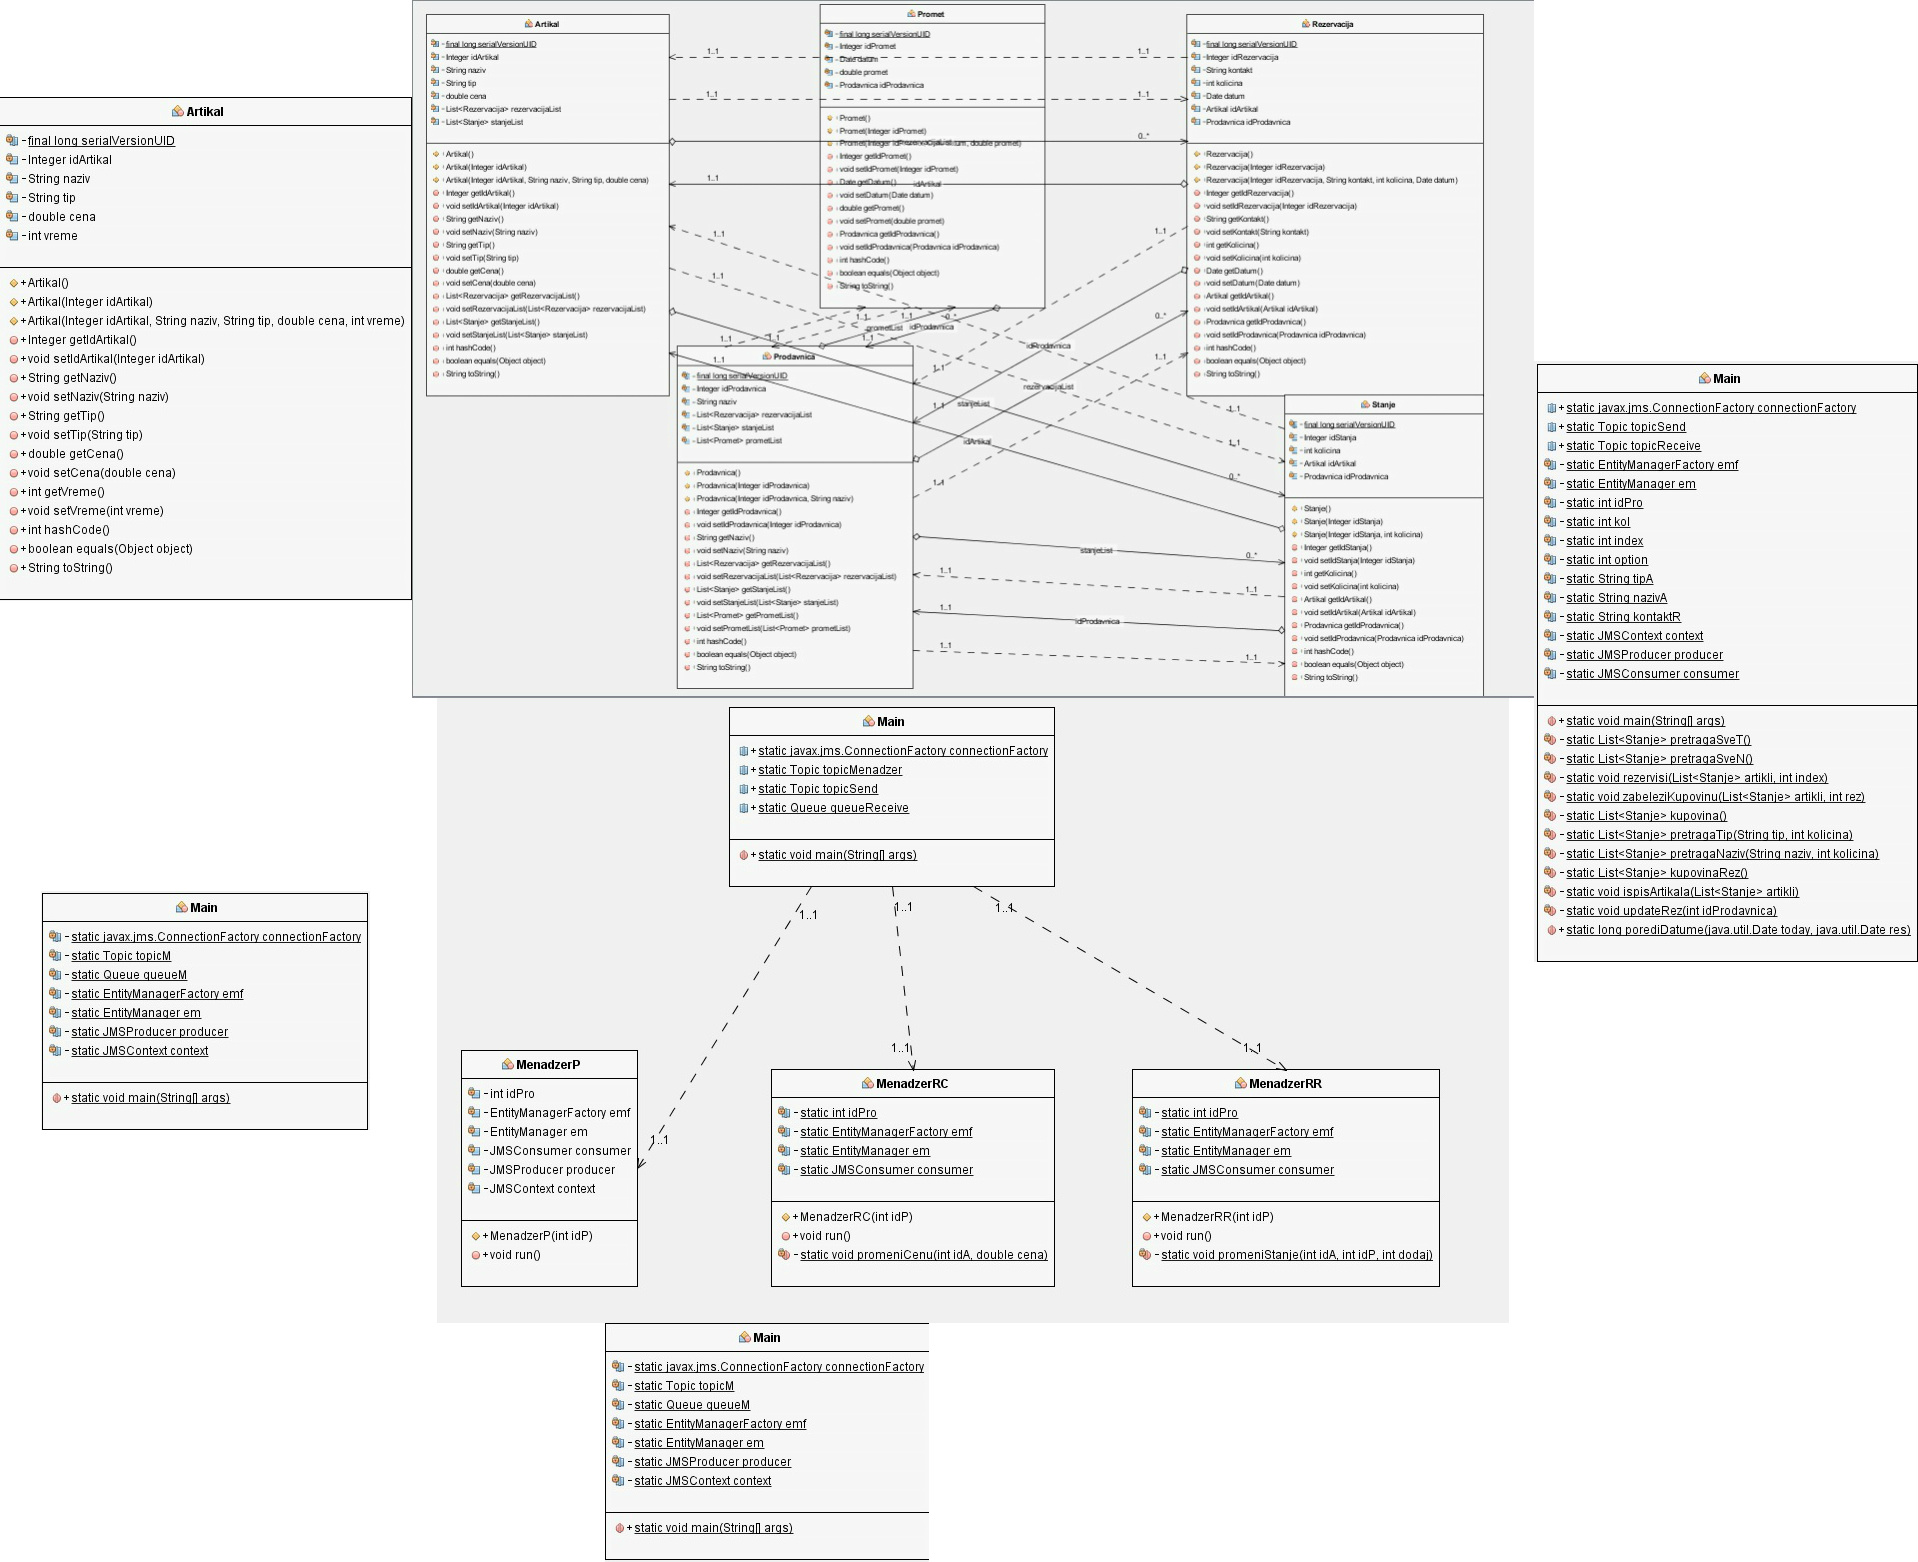 Artikal
- final long serialVersionUID
- Integer idArtikal
- String naziv
- String tip
- double cena
- int vreme
+ Artikal()
+ Artikal(Integer idArtikal)
+ Artikal(Integer idArtikal, String naziv, String tip, double cena, int vreme)
+ Integer getIdArtikal()
+ void setIdArtikal(Integer idArtikal)
+ String getNaziv()
+ void setNaziv(String naziv)
+ String getTip()
+ void setTip(String tip)
+ double getCena()
+ void setCena(double cena)
+ int getVreme()
+ void setVreme(int vreme)
+ int hashCode()
+ boolean equals(Object object)
+ String toString()
Artikal
- final long serialVersionUID
- Integer idArtikal
- String naziv
- String tip
- double cena
- List<Rezervacija> rezervacijaList
- List<Stanje> stanjeList
Artikal()
Artikal(Integer idArtikal)
Artikal(Integer idArtikal, String naziv, String tip, double cena)
Integer getIdArtikal()
void setIdArtikal(Integer idArtikal)
String getNaziv()
void setNaziv(String naziv)
String getTip()
void setTip(String tip)
double getCena()
void setCena(double cena)
List<Rezervacija> getRezervacijaList()
void setRezervacijaList(List<Rezervacija> rezervacijaList)
List<Stanje> getStanjeList()
void setStanjeList(List<Stanje> stanjeList)
int hashCode()
boolean equals(Object object)
String toString()
Promet
- final long serialVersionUID
- Integer idPromet
- Date datum
- double promet
- Prodavnica idProdavnica
Promet()
Promet(Integer idPromet)
Promet(Integer id um, double promet)
Integer getIdPromet()
void setIdPromet(Integer idPromet)
Date getDatum()
void setDatum(Date datum)
double getPromet()
void setPromet(double promet)
Prodavnica getIdProdavnica()
void setIdProdavnica(Prodavnica idProdavnica)
int hashCode()
boolean equals(Object object)
String toString()
Rezervacija
- final long serialVersionUID
- Integer idRezervacija
- String kontakt
- int kolicina
- Date datum
- Artikal idArtikal
- Prodavnica idProdavnica
Rezervacija()
Rezervacija(Integer idRezervacija)
Rezervacija(Integer idRezervacija, String kontakt, int kolicina, Date datum)
Integer getIdRezervacija()
void setIdRezervacija(Integer idRezervacija)
String getKontakt()
void setKontakt(String kontakt)
int getKolicina()
void setKolicina(int kolicina)
Date getDatum()
void setDatum(Date datum)
Artikal getIdArtikal()
void setIdArtikal(Artikal idArtikal)
Prodavnica getIdProdavnica()
void setIdProdavnica(Prodavnica idProdavnica)
int hashCode()
boolean equals(Object object)
String toString()
Prodavnica
- final long serialVersionUID
- Integer idProdavnica
- String naziv
- List<Rezervacija> rezervacijaList
- List<Stanje> stanjeList
- List<Promet> prometList
Prodavnica()
Prodavnica(Integer idProdavnica)
Prodavnica(Integer idProdavnica, String naziv)
Integer getIdProdavnica()
void setIdProdavnica(Integer idProdavnica)
String getNaziv()
void setNaziv(String naziv)
List<Rezervacija> getRezervacijaList()
void setRezervacijaList(List<Rezervacija> rezervacijaList)
List<Stanje> getStanjeList()
void setStanjeList(List<Stanje> stanjeList)
List<Promet> getPrometList()
void setPrometList(List<Promet> prometList)
int hashCode()
boolean equals(Object object)
String toString()
Stanje
- final long serialVersionUID
- Integer idStanja
- int kolicina
- Artikal idArtikal
- Prodavnica idProdavnica
Stanje()
Stanje(Integer idStanja)
Stanje(Integer idStanja, int kolicina)
Integer getIdStanja()
void setIdStanja(Integer idStanja)
int getKolicina()
void setKolicina(int kolicina)
Artikal getIdArtikal()
void setIdArtikal(Artikal idArtikal)
Prodavnica getIdProdavnica()
void setIdProdavnica(Prodavnica idProdavnica)
int hashCode()
boolean equals(Object object)
String toString()
1..1 1..1
1..1 1..1
rezervacijaList 0..*
1..1 idArtikal
1..1 1..1
1..1 0..*
1..1 1..1 0..*
prometList idProdavnica
1..1 1..1 1..1
1..1 idProdavnica
1..1 1..1
rezervacijaList
1..1 stanjeList 1..1
idArtikal 1..1
1..1 0..*
stanjeList 0..*
1..1 1..1
1..1 idProdavnica
1..1 1..1
Main
+ static javax.jms.ConnectionFactory connectionFactory
+ static Topic topicSend
+ static Topic topicReceive
- static EntityManagerFactory emf
- static EntityManager em
- static int idPro
- static int kol
- static int index
- static int option
- static String tipA
- static String nazivA
- static String kontaktR
- static JMSContext context
- static JMSProducer producer
- static JMSConsumer consumer
+ static void main(String[] args)
- static List<Stanje> pretragaSveT()
- static List<Stanje> pretragaSveN()
- static void rezervisi(List<Stanje> artikli, int index)
- static void zabeleziKupovinu(List<Stanje> artikli, int rez)
- static List<Stanje> kupovina()
- static List<Stanje> pretragaTip(String tip, int kolicina)
- static List<Stanje> pretragaNaziv(String naziv, int kolicina)
- static List<Stanje> kupovinaRez()
- static void ispisArtikala(List<Stanje> artikli)
- static void updateRez(int idProdavnica)
+ static long porediDatume(java.util.Date today, java.util.Date res)
Main
+ static javax.jms.ConnectionFactory connectionFactory
+ static Topic topicMenadzer
+ static Topic topicSend
+ static Queue queueReceive
+ static void main(String[] args)
1..1 1..1 1..1
1..1 1..1 1..1
Main
- static javax.jms.ConnectionFactory connectionFactory
- static Topic topicM
- static Queue queueM
- static EntityManagerFactory emf
- static EntityManager em
- static JMSProducer producer
- static JMSContext context
+ static void main(String[] args)
MenadzerP
- int idPro
- EntityManagerFactory emf
- EntityManager em
- JMSConsumer consumer
- JMSProducer producer
- JMSContext context
+ MenadzerP(int idP)
+ void run()
MenadzerRC
- static int idPro
- static EntityManagerFactory emf
- static EntityManager em
- static JMSConsumer consumer
+ MenadzerRC(int idP)
+ void run()
- static void promeniCenu(int idA, double cena)
MenadzerRR
- static int idPro
- static EntityManagerFactory emf
- static EntityManager em
- static JMSConsumer consumer
+ MenadzerRR(int idP)
+ void run()
- static void promeniStanje(int idA, int idP, int dodaj)
Main
- static javax.jms.ConnectionFactory connectionFactory
- static Topic topicM
- static Queue queueM
- static EntityManagerFactory emf
- static EntityManager em
- static JMSProducer producer
- static JMSContext context
+ static void main(String[] args)